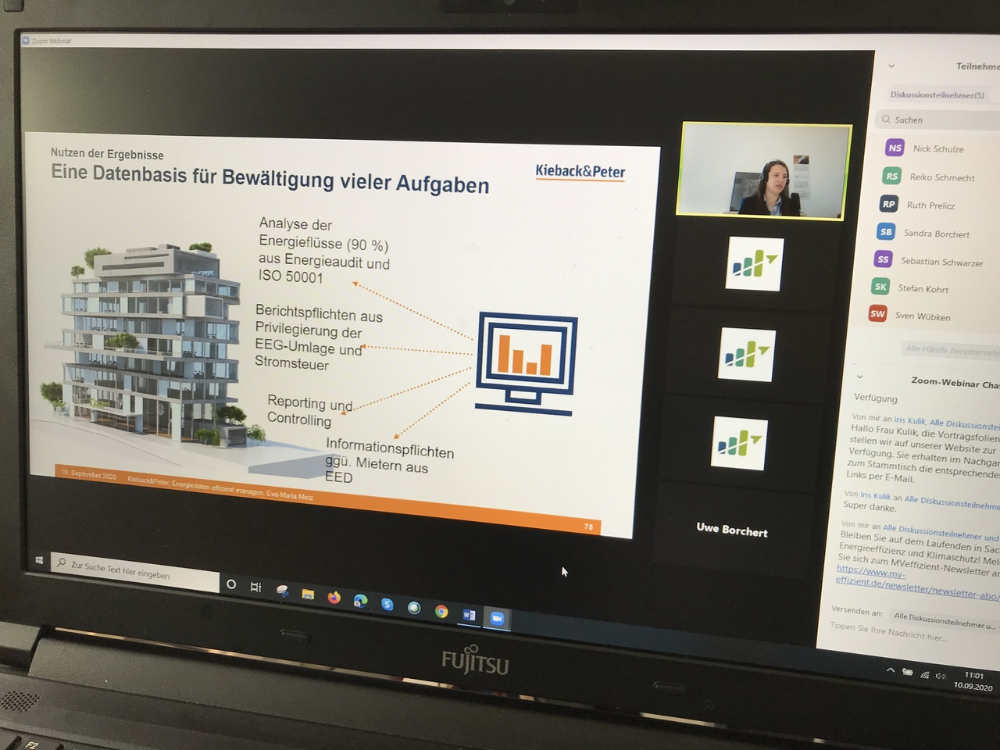 Zoom Webinar
Nutzen der Ergebnisse
Eine Datenbasis für Bewältigung vieler Aufgaben
Kieback&Peter
Analyse der
Energieflüsse (90 %)
aus Energieaudit und
ISO 50001
Berichtspflichten aus
Privilegierung der
EEG-Umlage und
Stromsteuer
Reporting und
Controlling
Informationspflichten
ggü. Mietern aus
EED
10. September 2020 Kieback&Peter, Energiedaten effizient managen, Eva-Maria Metz
75
Uwe Borchert
Teilnehme
Diskussionsteilnehmer(5)
Suchen
NS Nick Schulze
RS Reiko Schmecht
RP Ruth Prelicz
SB Sandra Borchert
SS Sebastian Schwarzer
SK Stefan Kohrt
SW Sven Wübken
Alle Hände herunternehm
Zoom-Webinar Cha
Verfügung
Von mir an Iris Kulik, Alle Diskussionstei
Hallo Frau Kulik, die Vortragsfolien
stellen wir auf unserer Website zur
Verfügung. Sie erhalten im Nachgan
zum Stammtisch die entsprechende
Links per E-Mail.
Von Iris Kulik an Alle Diskussionsteilnehme
Super danke.
Von mir an Alle Diskussionsteilnehmer und
Bleiben Sie auf dem Laufenden in Sac
Energieeffizienz und Klimaschutz! Mel
Sie sich zum MVeffizient-Newsletter an
https://www.mv-
effizient.de/newsletter/newsletter-abo/
Versenden an: Alle Diskussionsteilnehmer u...
Tippen Sie Ihre Nachricht hier...
Zur Suche Text hier eingeben
11:01
10.09.2020
FUJITSU
F2